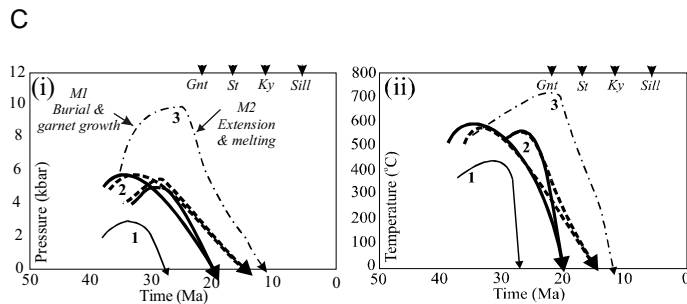 C
12
10
8
6
4
2
0
Pressure (kbar)
(i)
M1
Burial &
garnet growth
3
M2
Extension
& melting
2
1
Gnt St Ky Sill
50 40 30 20 10 0
Time (Ma)
800
700
600
500
400
300
200
100
0
Temperature (°C)
(ii)
Gnt St Ky Sill
3
2
1
50 40 30 20 10 0
Time (Ma)